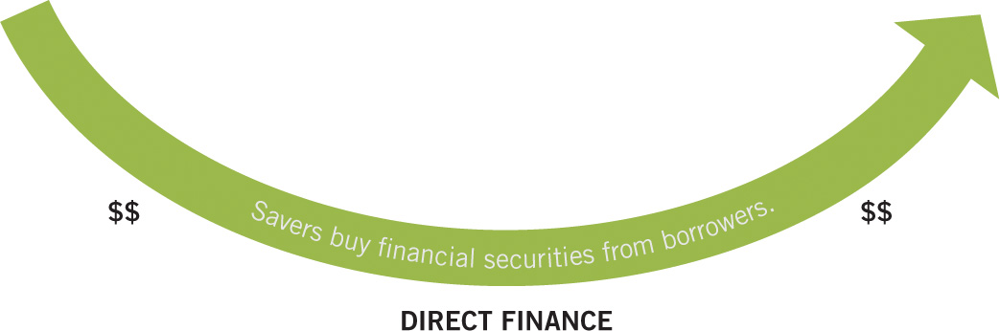 $$
Savers buy financial securities from borrowers.
$$
DIRECT FINANCE